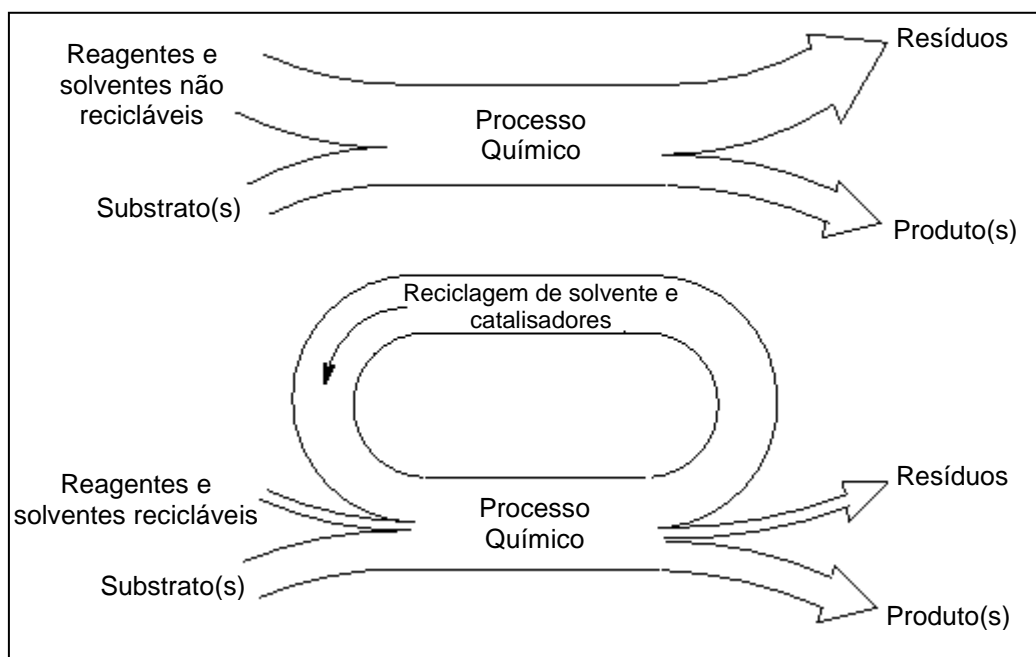 Reagentes e
solventes não
recicláveis
Resíduos
Processo
Químico
Substrato(s)
Produto(s)
Reciclagem de solvente e
catalisadores
Reagentes e
solventes recicláveis
Resíduos
Processo
Químico
Substrato(s)
Produto(s)